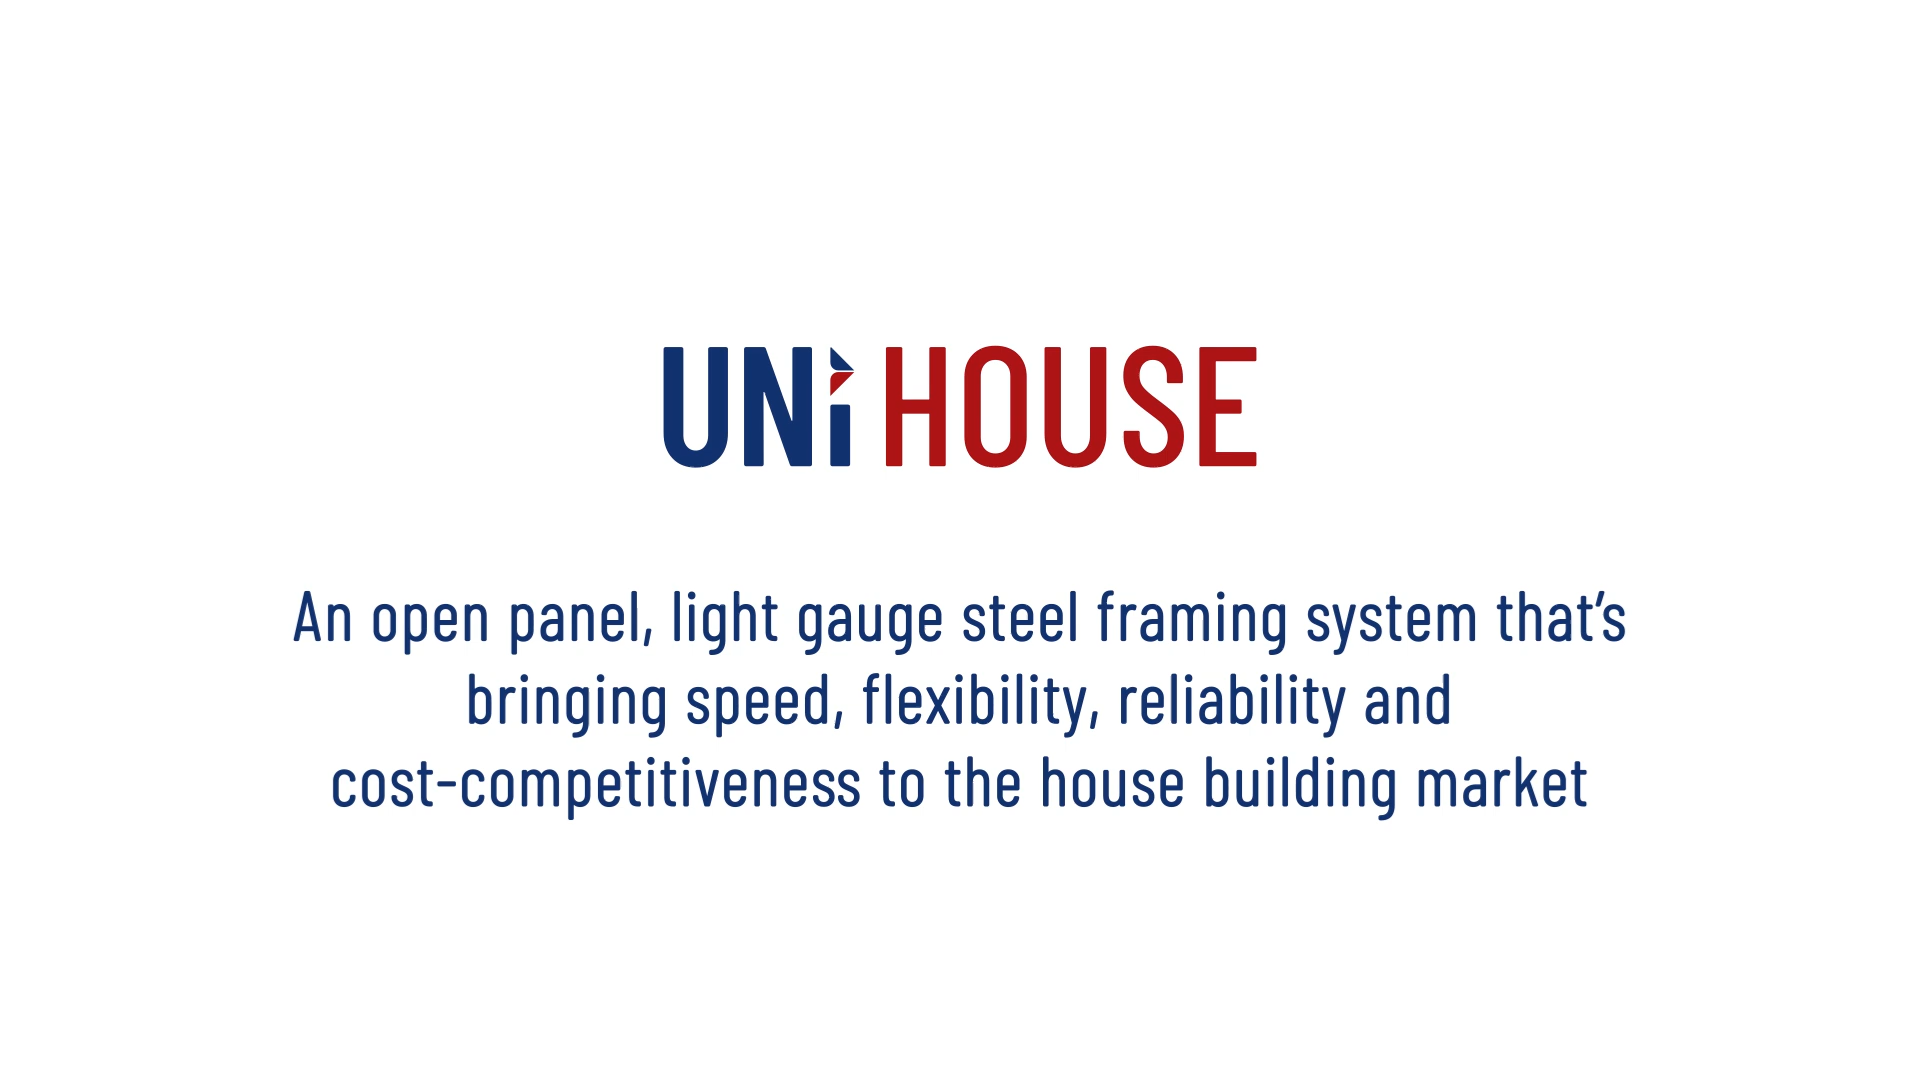 UNi HOUSE
An open panel, light gauge steel framing system that’s
bringing speed, flexibility, reliability and
cost-competitiveness to the house building market